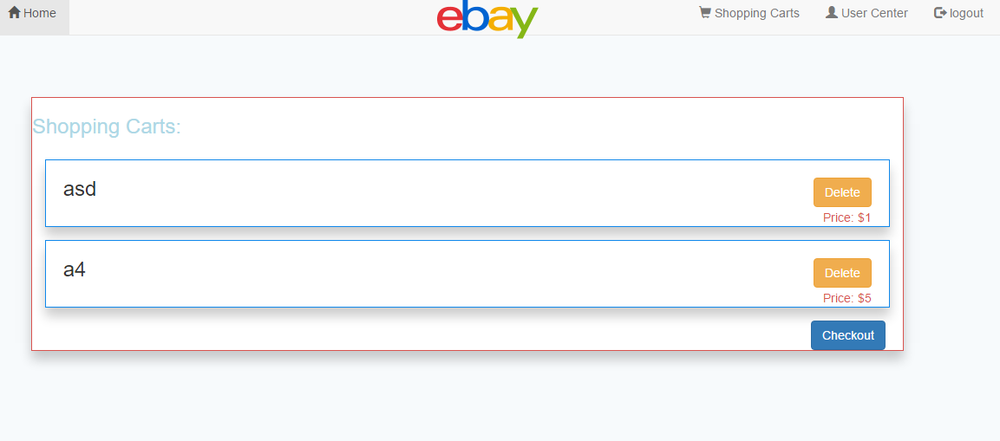 Home
ebay
Shopping Carts
User Center
logout
Shopping Carts:
asd
Delete
Price: $1
a4
Delete
Price: $5
Checkout